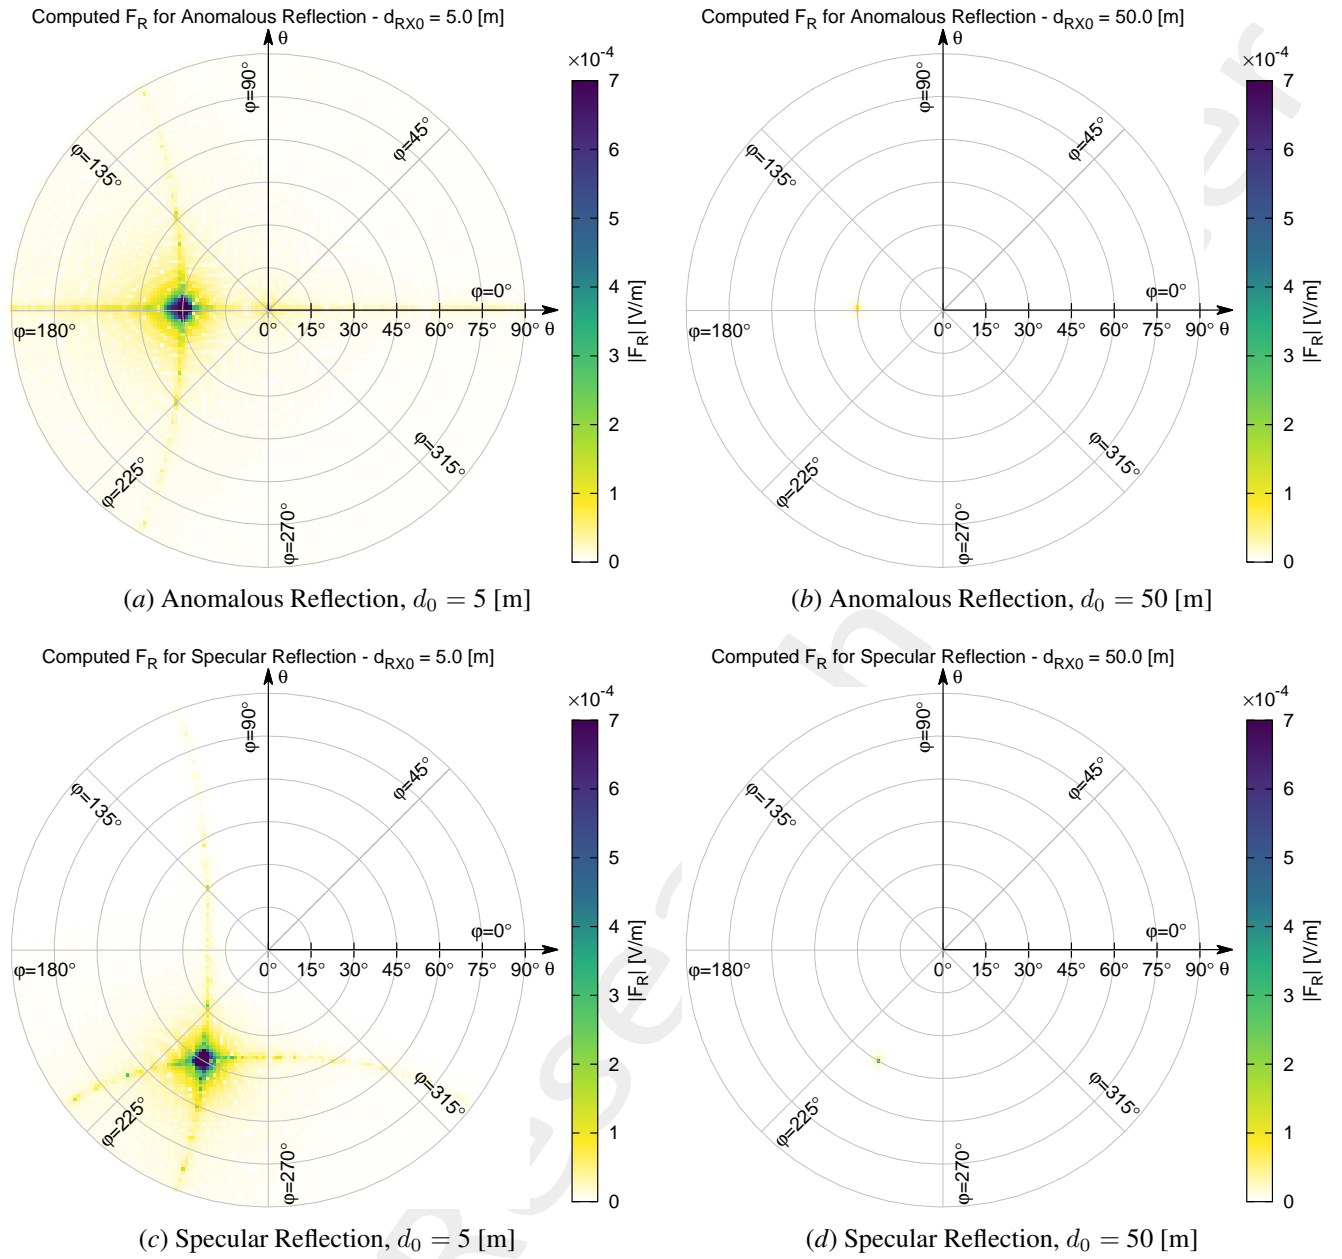 Computed F_R for Anomalous Reflection - d_RX0 = 5.0 [m]
θ
×10⁻⁴
φ=90°
φ=45°
φ=135°
φ=0°
φ=180°
0° 15° 30° 45° 60° 75° 90° θ
φ=225°
φ=315°
φ=270°
7
6
5
4
3
2
1
0
|F_R| [V/m]
(a) Anomalous Reflection, d₀ = 5 [m]
Computed F_R for Anomalous Reflection - d_RX0 = 50.0 [m]
θ
×10⁻⁴
φ=90°
φ=45°
φ=135°
φ=0°
φ=180°
0° 15° 30° 45° 60° 75° 90° θ
φ=225°
φ=315°
φ=270°
7
6
5
4
3
2
1
0
|F_R| [V/m]
(b) Anomalous Reflection, d₀ = 50 [m]
Computed F_R for Specular Reflection - d_RX0 = 5.0 [m]
θ
×10⁻⁴
φ=90°
φ=45°
φ=135°
φ=0°
φ=180°
0° 15° 30° 45° 60° 75° 90° θ
φ=225°
φ=315°
φ=270°
7
6
5
4
3
2
1
0
|F_R| [V/m]
(c) Specular Reflection, d₀ = 5 [m]
Computed F_R for Specular Reflection - d_RX0 = 50.0 [m]
θ
×10⁻⁴
φ=90°
φ=45°
φ=135°
φ=0°
φ=180°
0° 15° 30° 45° 60° 75° 90° θ
φ=225°
φ=315°
φ=270°
7
6
5
4
3
2
1
0
|F_R| [V/m]
(d) Specular Reflection, d₀ = 50 [m]